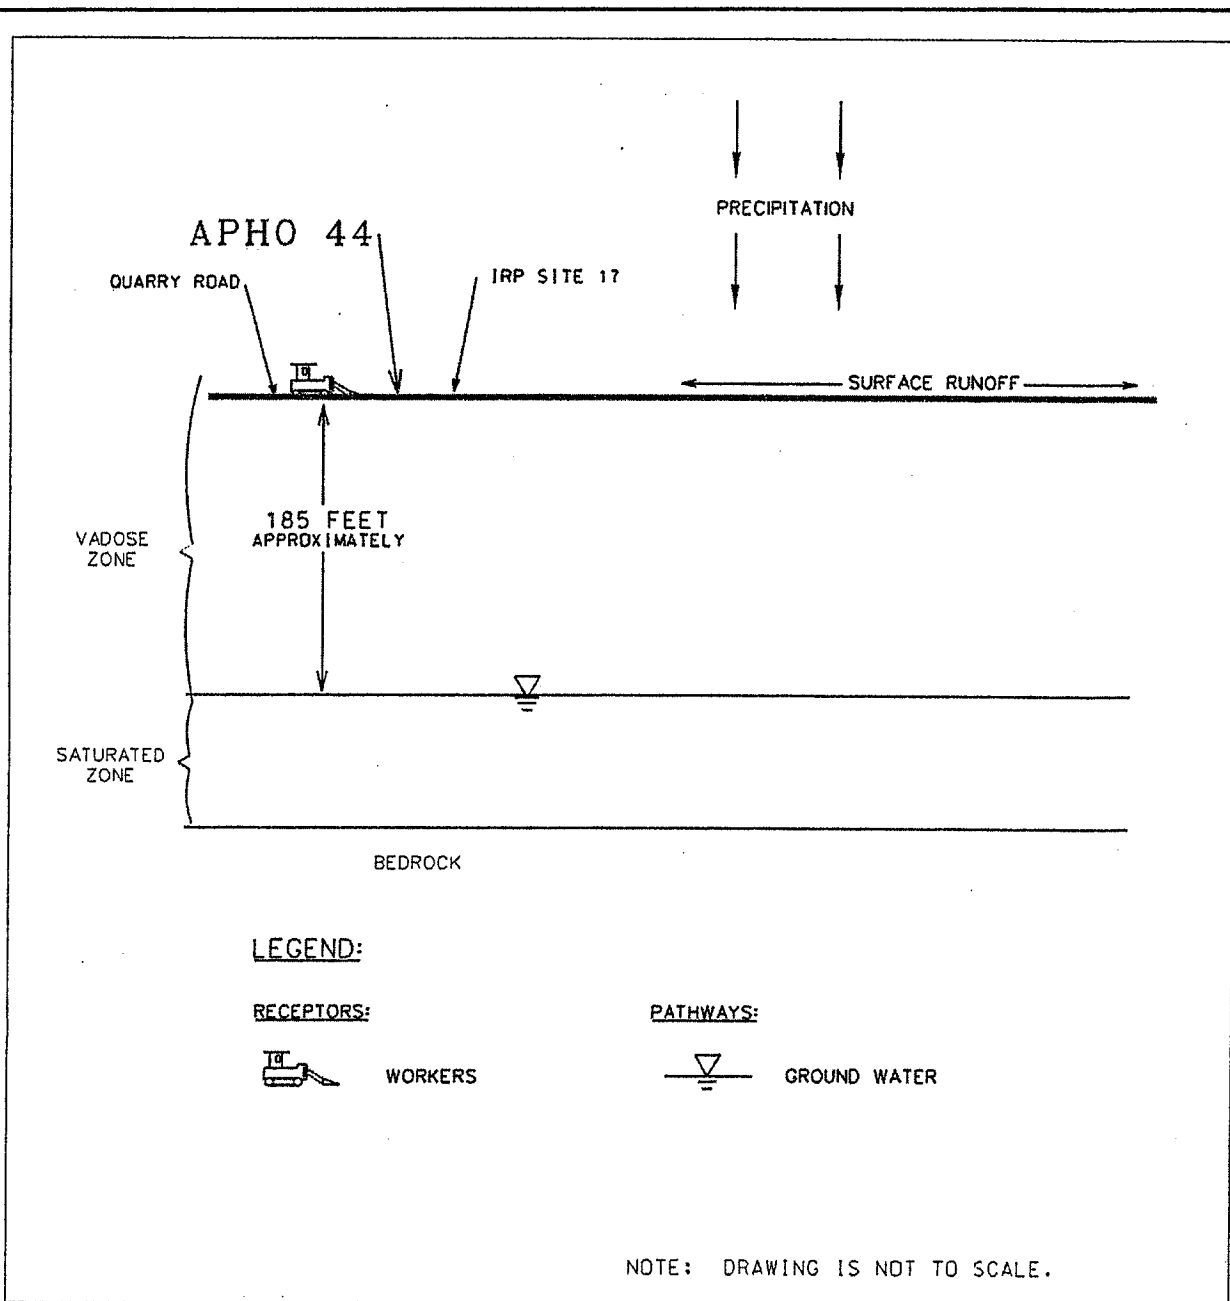 PRECIPITATION
APHO 44
QUARRY ROAD
IRP SITE 17
SURFACE RUNOFF
185 FEET
APPROXIMATELY
VADOSE
ZONE
SATURATED
ZONE
BEDROCK
LEGEND:
RECEPTORS:
PATHWAYS:
WORKERS
GROUND WATER
NOTE: DRAWING IS NOT TO SCALE.